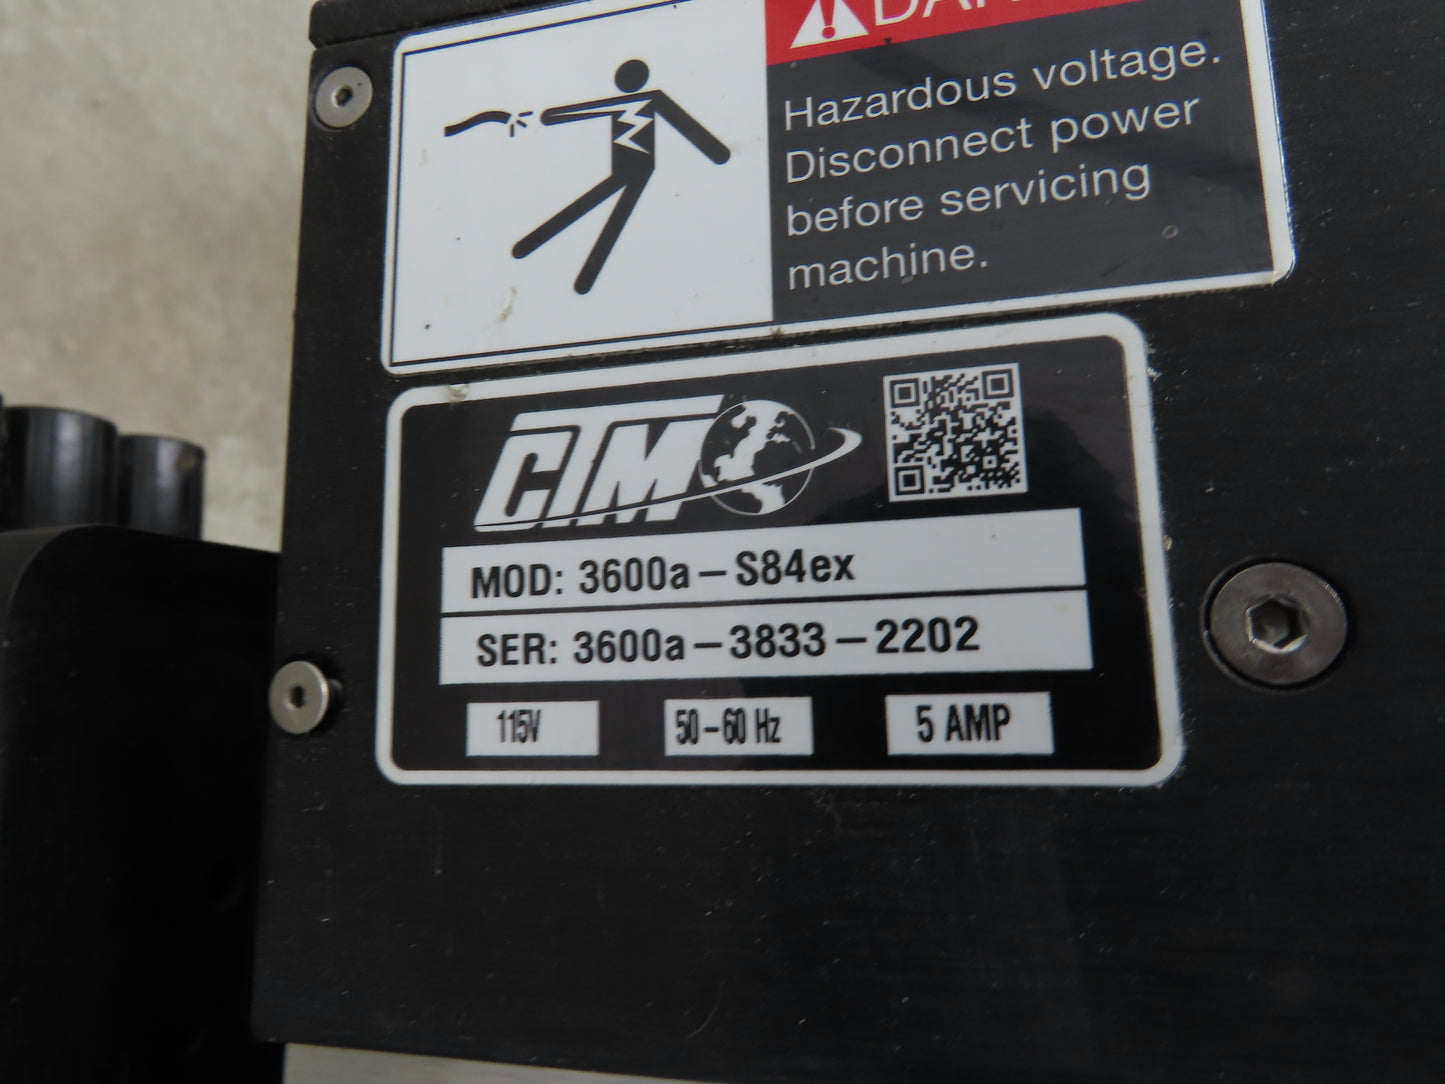 Hazardous voltage.
Disconnect power
before servicing
machine.
CTM
MOD: 3600a-S84ex
SER: 3600a-3833-2202
115V
50-60 Hz
5 AMP